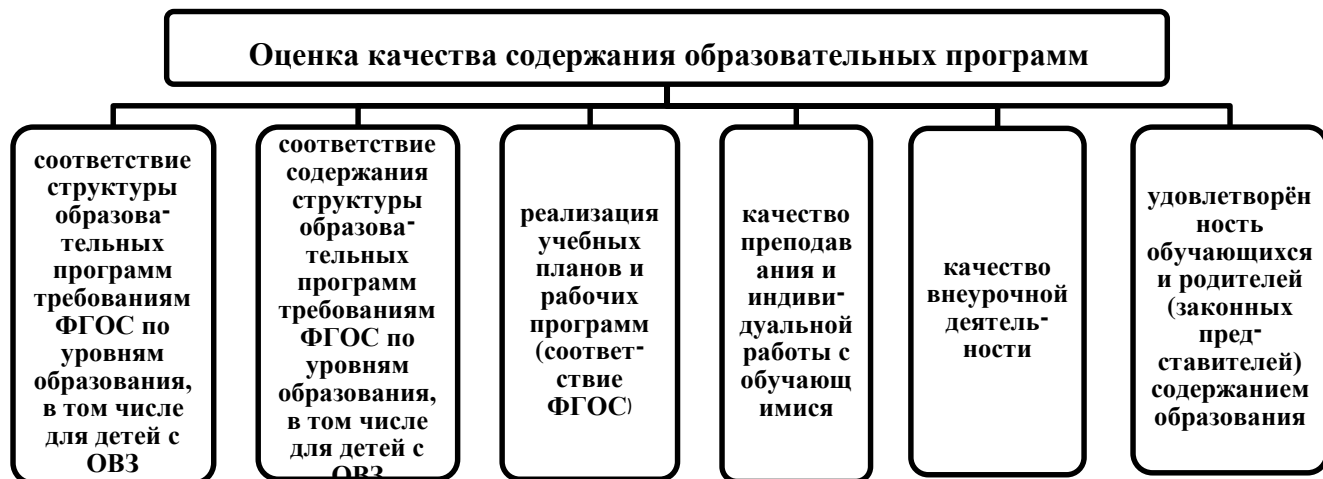 Оценка качества содержания образовательных программ
соответствие
структуры
образова-
тельных
программ
требованиям
ФГОС по
уровням
образования,
в том числе
для детей с
ОВЗ
соответствие
содержания
структуры
образова-
тельных
программ
требованиям
ФГОС по
уровням
образования,
в том числе
для детей с
ОВЗ
реализация
учебных
планов и
рабочих
программ
(соответ-
ствие
ФГОС)
качество
преподав
ания и
индиви-
дуальной
работы с
обучающ
имися
качество
внеурочной
деятель-
ности
удовлетворён
ность
обучающихся
и родителей
(законных
пред-
ставителей)
содержанием
образования